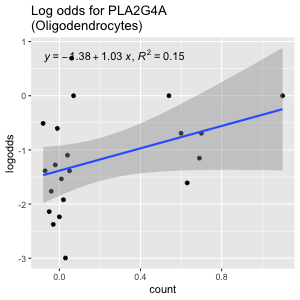 Log odds for PLA2G4A
(Oligodendrocytes)
1
y = −1.38 + 1.03 x, R² = 0.15
0
-1
-2
-3
logodds
0.0 0.4 0.8
count